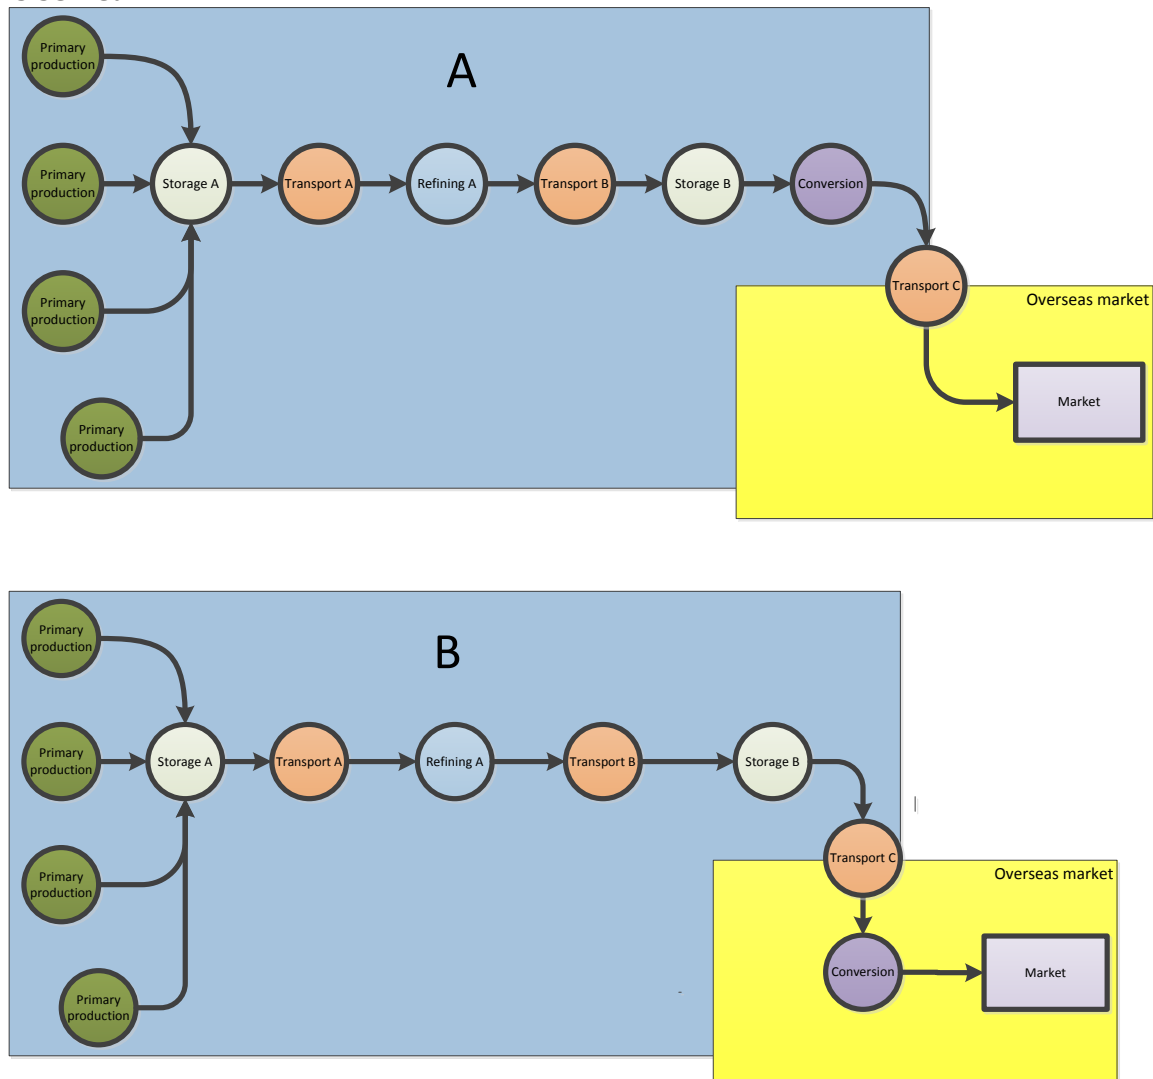 Primary
production
A
Primary
production
Storage A
Transport A
Refining A
Transport B
Storage B
Conversion
Primary
production
Transport C
Overseas market
Market
Primary
production
Primary
production
B
Primary
production
Storage A
Transport A
Refining A
Transport B
Storage B
Primary
production
Transport C
Overseas market
Conversion
Market
Primary
production